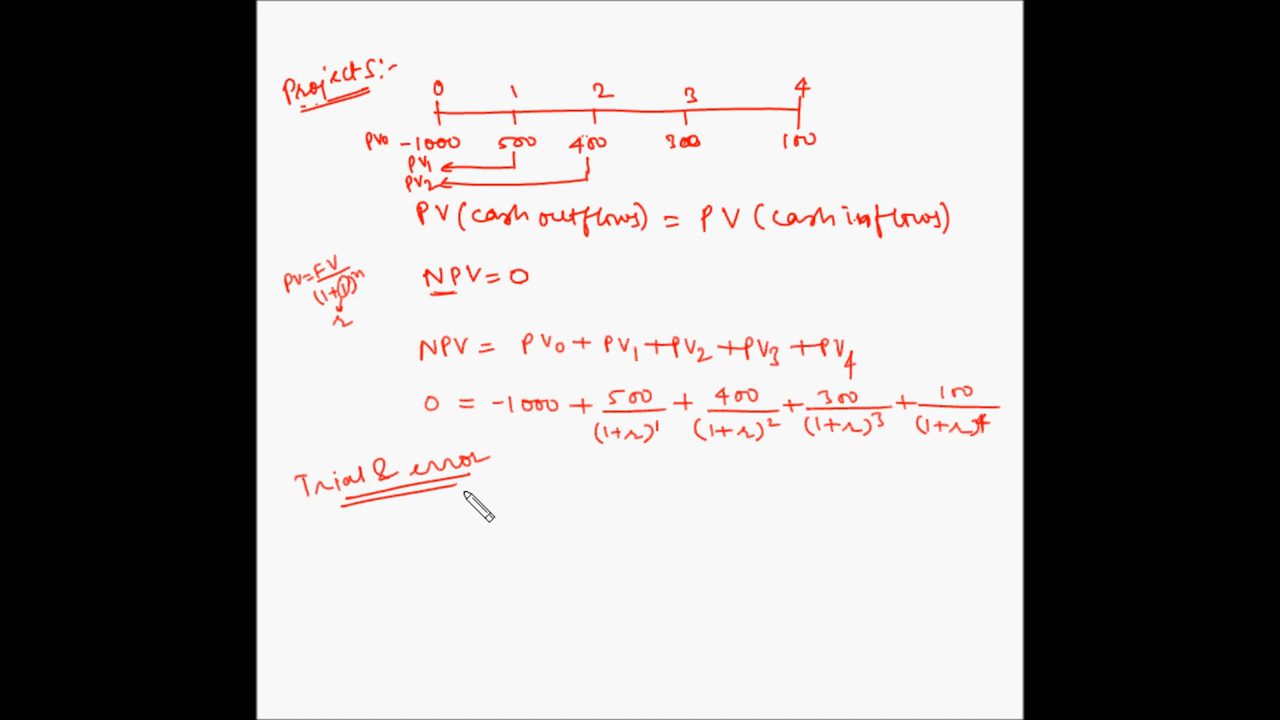 Projects:-
0 1 2 3 4
PV0 -1000 500 400 300 100
PV1
PV2
PV (cash outflows) = PV (cash inflows)
PV = FV / (1+i)^n
r
NPV = 0
NPV = PV0 + PV1 + PV2 + PV3 + PV4
0 = -1000 + 500/(1+r)^1 + 400/(1+r)^2 + 300/(1+r)^3 + 100/(1+r)^4
Trial & error